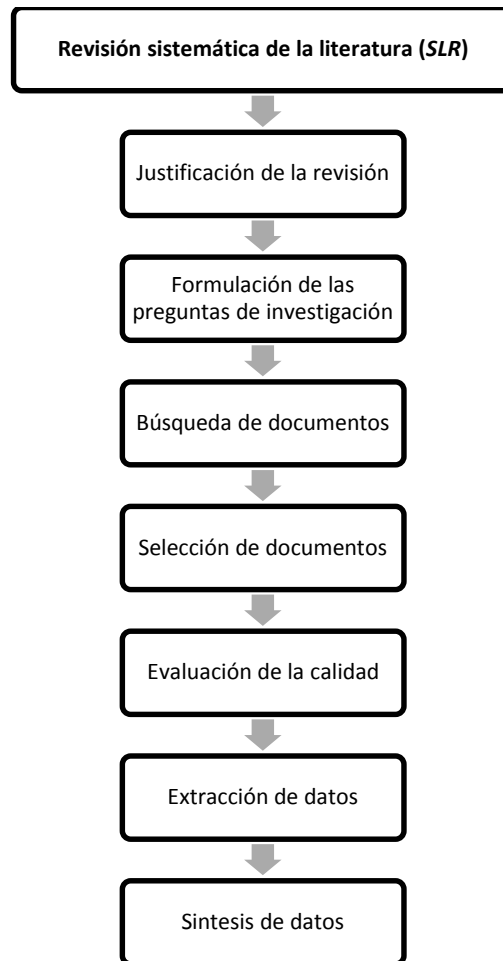 Revisión sistemática de la literatura (SLR)
Justificación de la revisión
Formulación de las
preguntas de investigación
Búsqueda de documentos
Selección de documentos
Evaluación de la calidad
Extracción de datos
Sintesis de datos